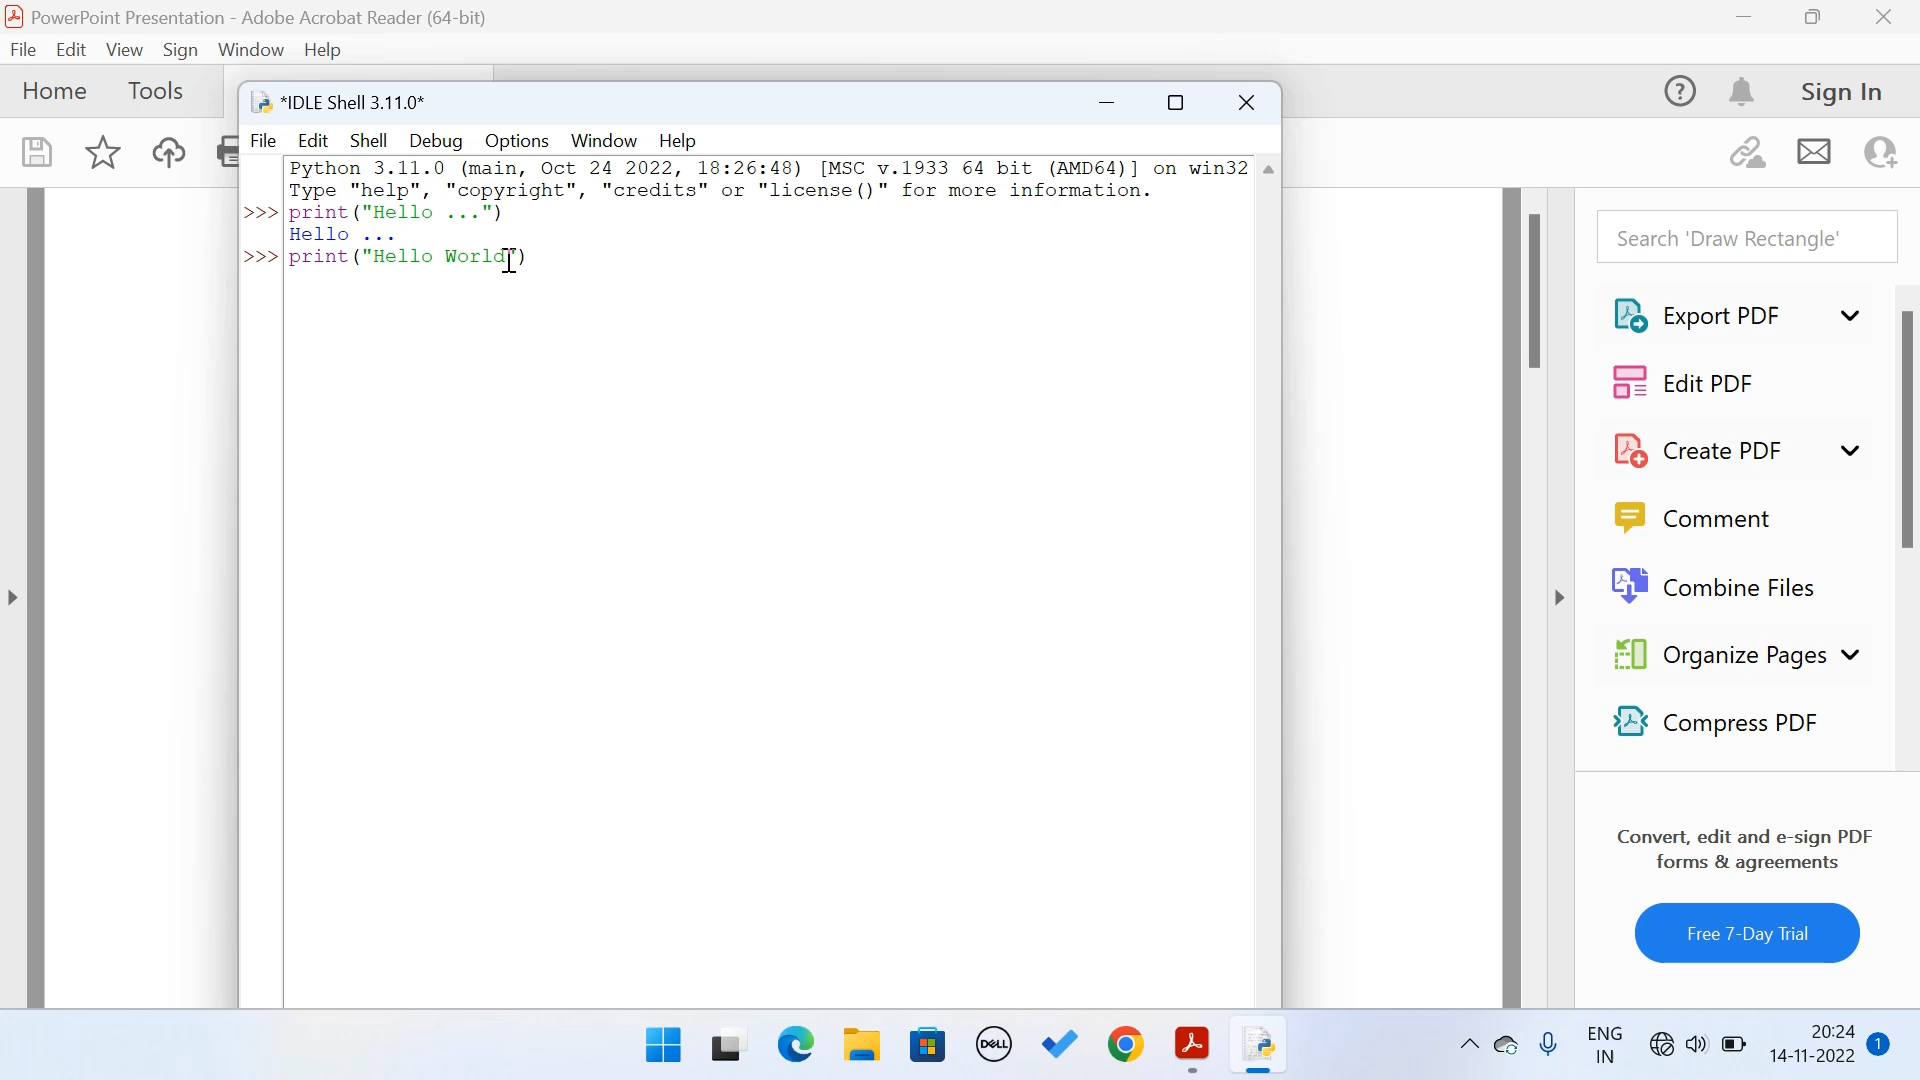 PowerPoint Presentation - Adobe Acrobat Reader (64-bit)
File Edit View Sign Window Help
Home Tools
Sign In
*IDLE Shell 3.11.0*
File Edit Shell Debug Options Window Help
Python 3.11.0 (main, Oct 24 2022, 18:26:48) [MSC v.1933 64 bit (AMD64)] on win32
Type "help", "copyright", "credits" or "license()" for more information.
>>> print("Hello ...")
Hello ...
>>> print("Hello World")
Search 'Draw Rectangle'
Export PDF
Edit PDF
Create PDF
Comment
Combine Files
Organize Pages
Compress PDF
Convert, edit and e-sign PDF
forms & agreements
Free 7-Day Trial
DELL
ENG
IN
20:24
14-11-2022
1